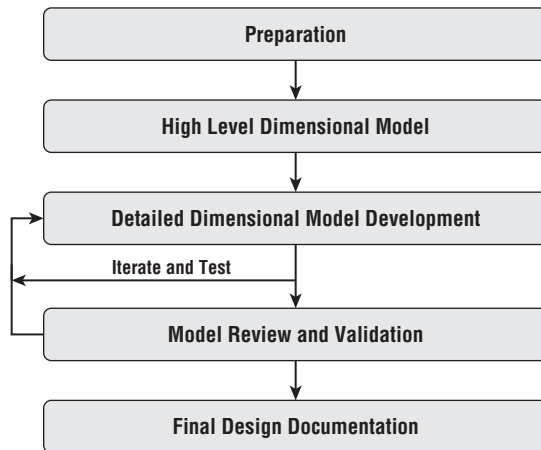 Preparation
High Level Dimensional Model
Detailed Dimensional Model Development
Iterate and Test
Model Review and Validation
Final Design Documentation